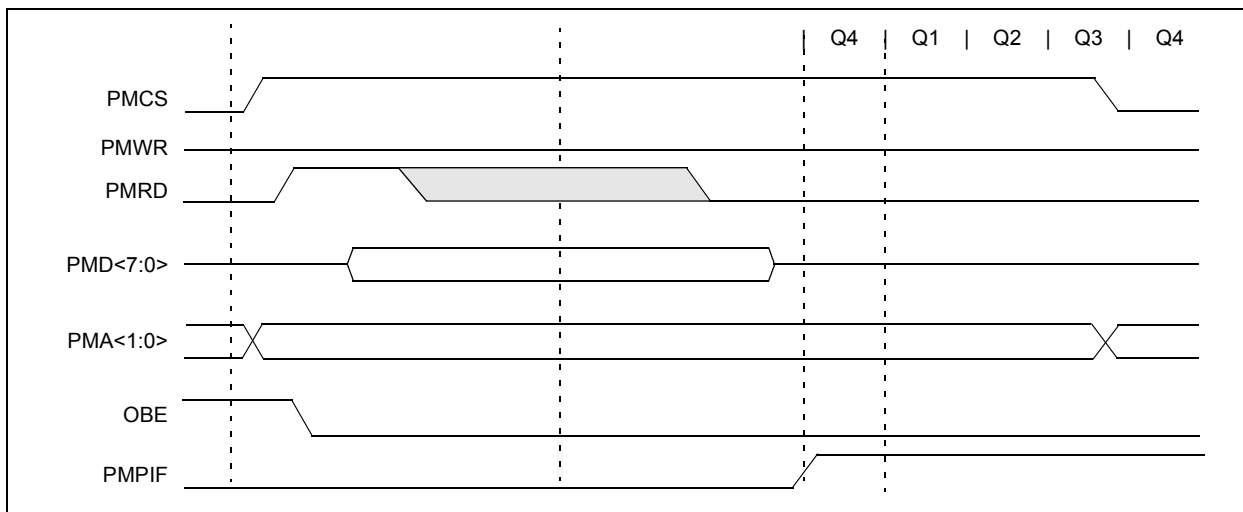 | Q4 | Q1 | Q2 | Q3 | Q4
PMCS
PMWR
PMRD
PMD<7:0>
PMA<1:0>
OBE
PMPIF